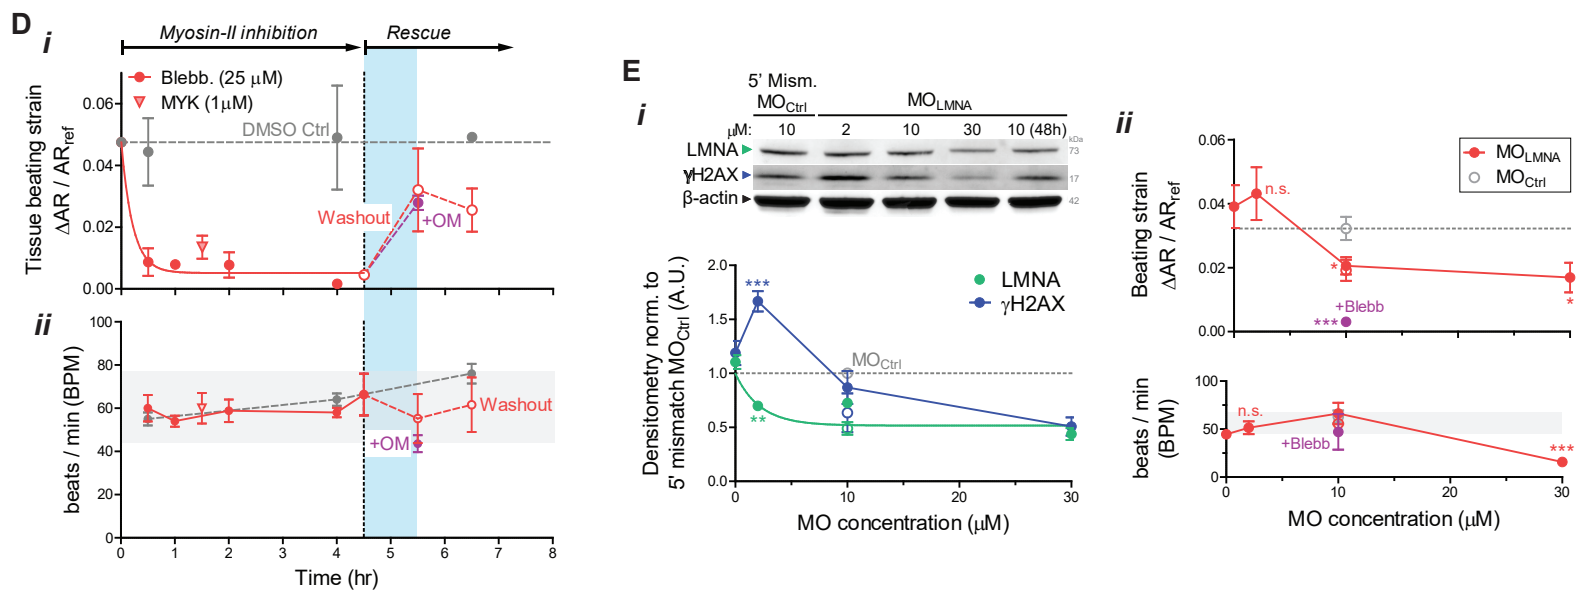 D
i
Myosin-II inhibition
Rescue
Blebb. (25 μM)
MYK (1μM)
DMSO Ctrl
Washout
+OM
Tissue beating strain
ΔAR / ARref
0.06
0.04
0.02
0.00
ii
beats / min (BPM)
100
80
60
40
20
0
Washout
+OM
0 1 2 3 4 5 6 7 8
Time (hr)
E
i
5' Mism.
MOCtrl
MOLMNA
μM: 10 2 10 30 10 (48h)
kDa
LMNA 73
γH2AX 17
β-actin 42
Densitometry norm. to
5' mismatch MOCtrl (A.U.)
2.0
1.5
1.0
0.5
0.0
***
**
LMNA
γH2AX
MOCtrl
0 10 20 30
MO concentration (μM)
ii
Beating strain
ΔAR / ARref
0.06
0.04
0.02
0.00
MOLMNA
MOCtrl
n.s.
*
*
+Blebb
***
beats / min
(BPM)
100
50
0
n.s.
+Blebb
***
0 10 20 30
MO concentration (μM)